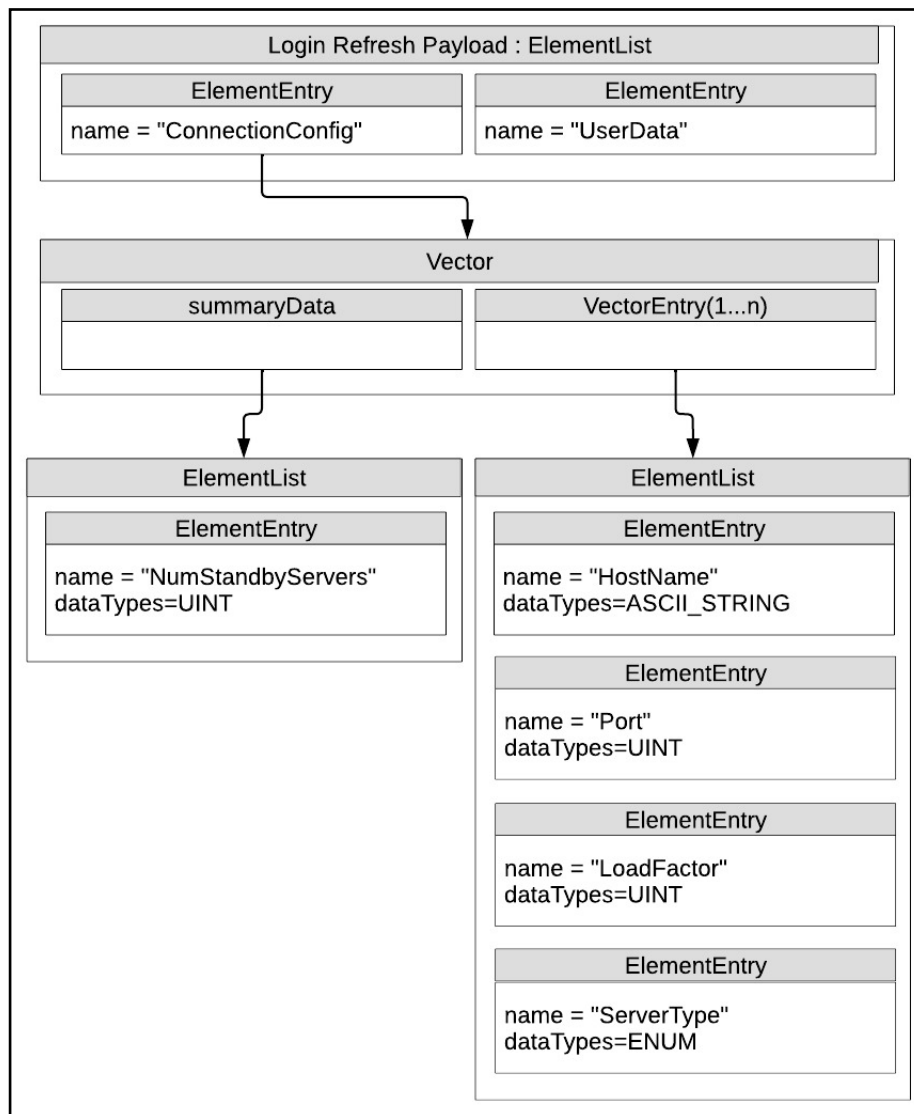 Login Refresh Payload : ElementList
ElementEntry
name = "ConnectionConfig"
ElementEntry
name = "UserData"
Vector
summaryData
VectorEntry(1...n)
ElementList
ElementEntry
name = "NumStandbyServers"
dataTypes=UINT
ElementList
ElementEntry
name = "HostName"
dataTypes=ASCII_STRING
ElementEntry
name = "Port"
dataTypes=UINT
ElementEntry
name = "LoadFactor"
dataTypes=UINT
ElementEntry
name = "ServerType"
dataTypes=ENUM